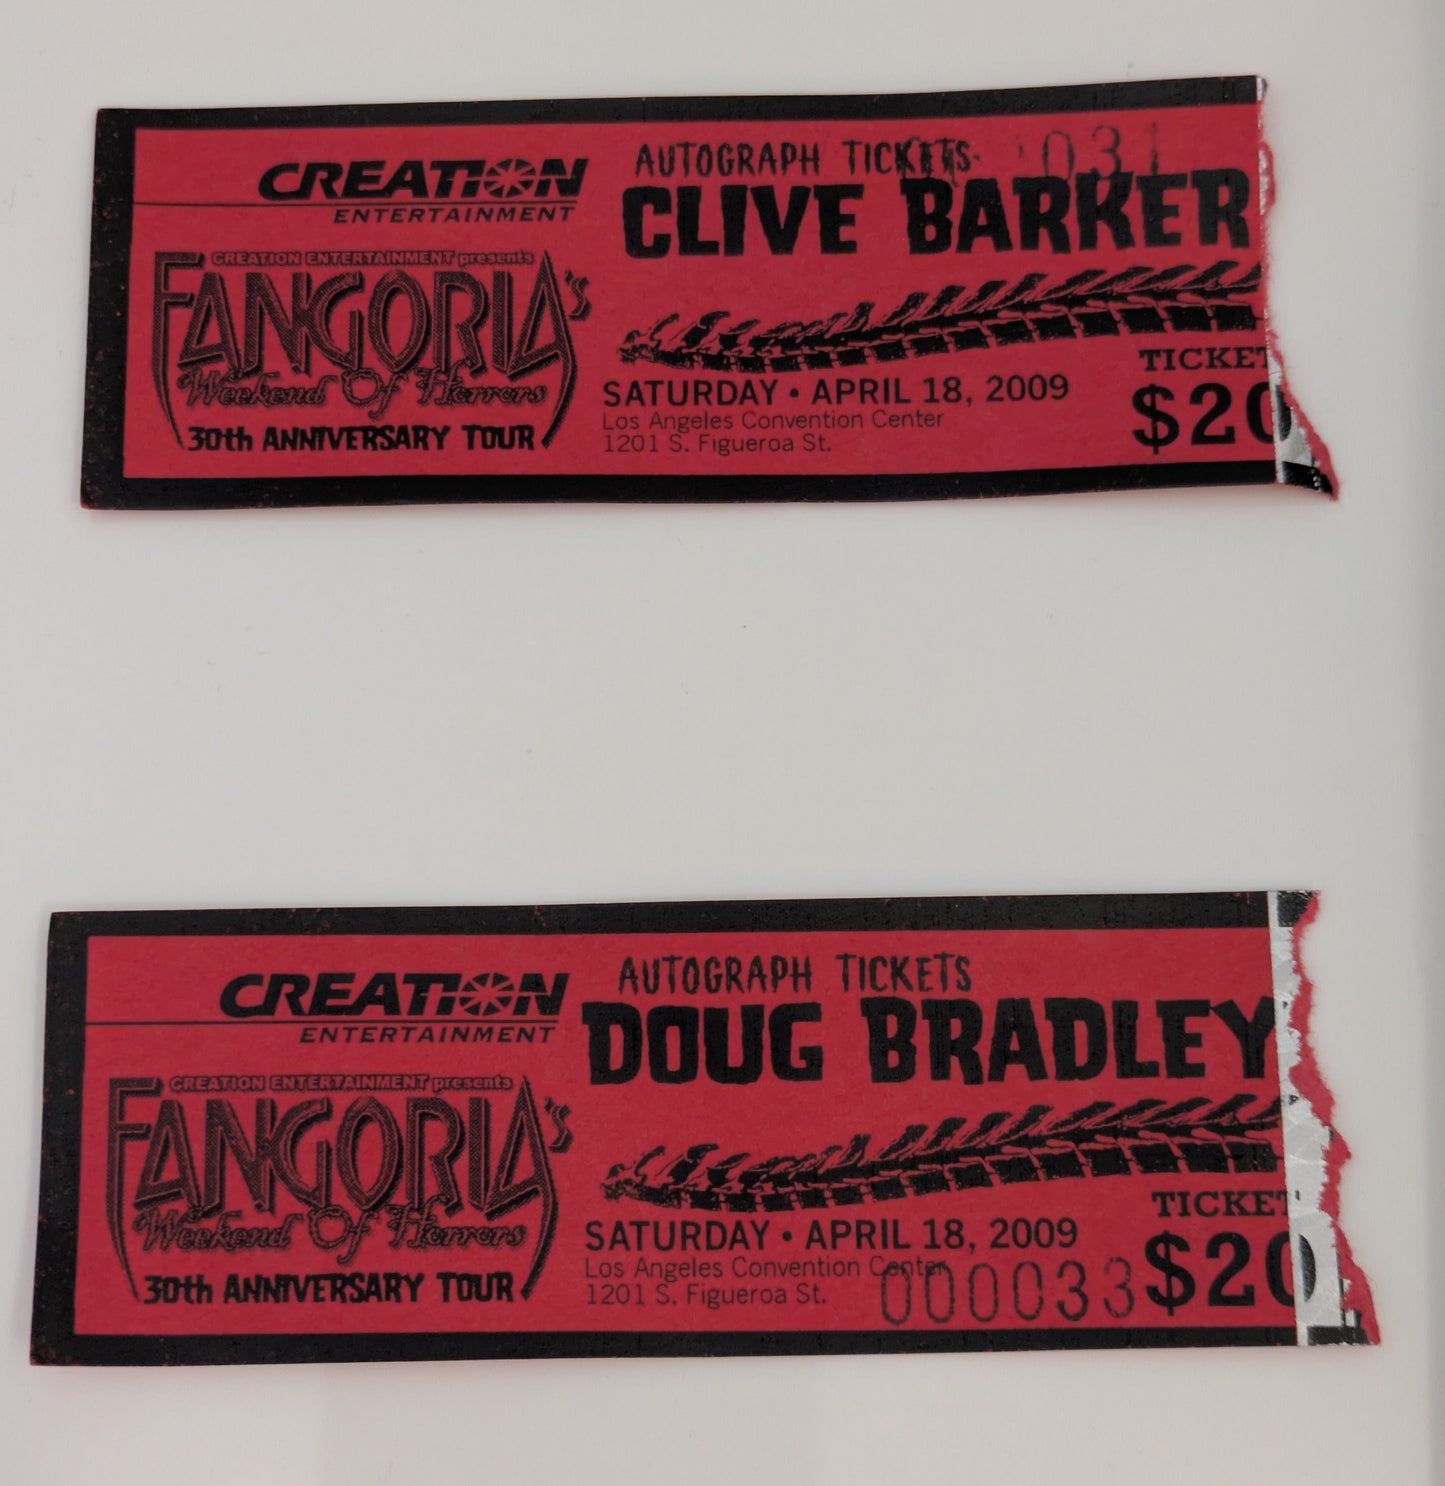 CREATION
ENTERTAINMENT
CREATION ENTERTAINMENT presents
FANGORIA's
Weekend Of Horrors
30th ANNIVERSARY TOUR
AUTOGRAPH TICKETS
1031
CLIVE BARKER
SATURDAY • APRIL 18, 2009
Los Angeles Convention Center
1201 S. Figueroa St.
TICKET
$20
CREATION
ENTERTAINMENT
CREATION ENTERTAINMENT presents
FANGORIA's
Weekend Of Horrors
30th ANNIVERSARY TOUR
AUTOGRAPH TICKETS
DOUG BRADLEY
SATURDAY • APRIL 18, 2009
Los Angeles Convention Center
1201 S. Figueroa St.
000033
TICKET
$20